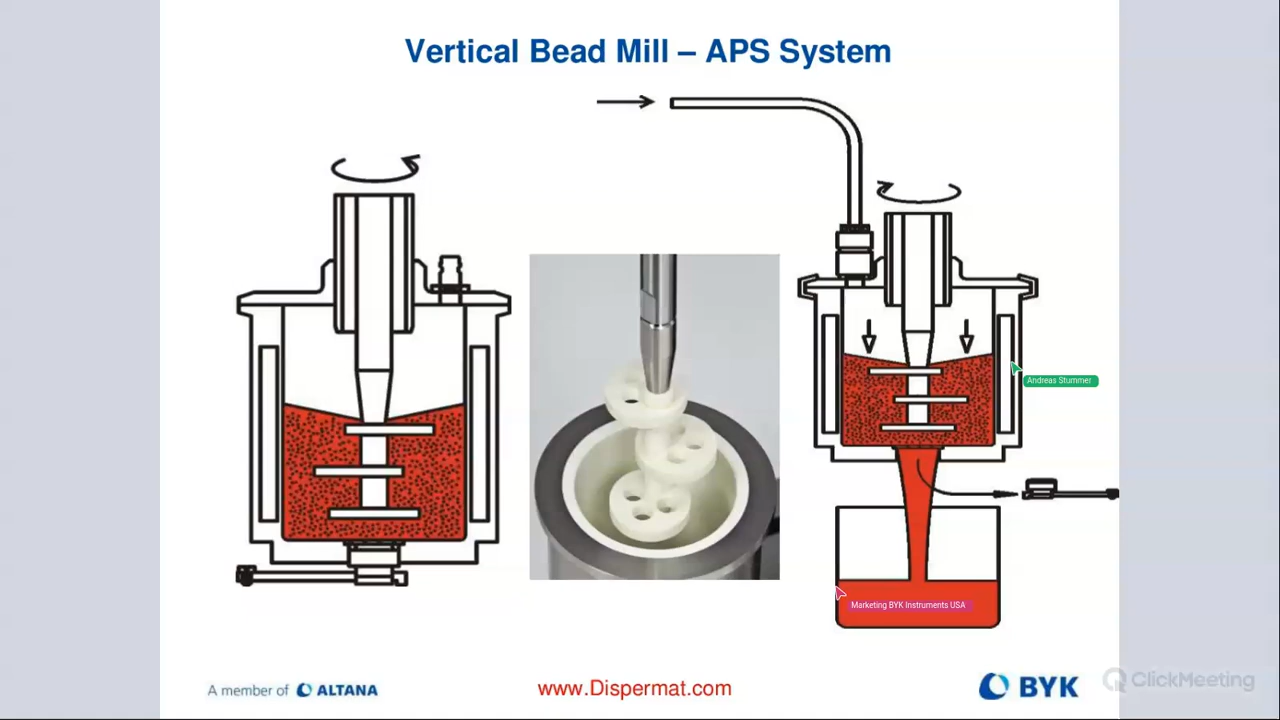 Vertical Bead Mill – APS System
Andreas Stummer
Marketing BYK Instruments USA
A member of ALTANA
www.Dispermat.com
BYK
ClickMeeting